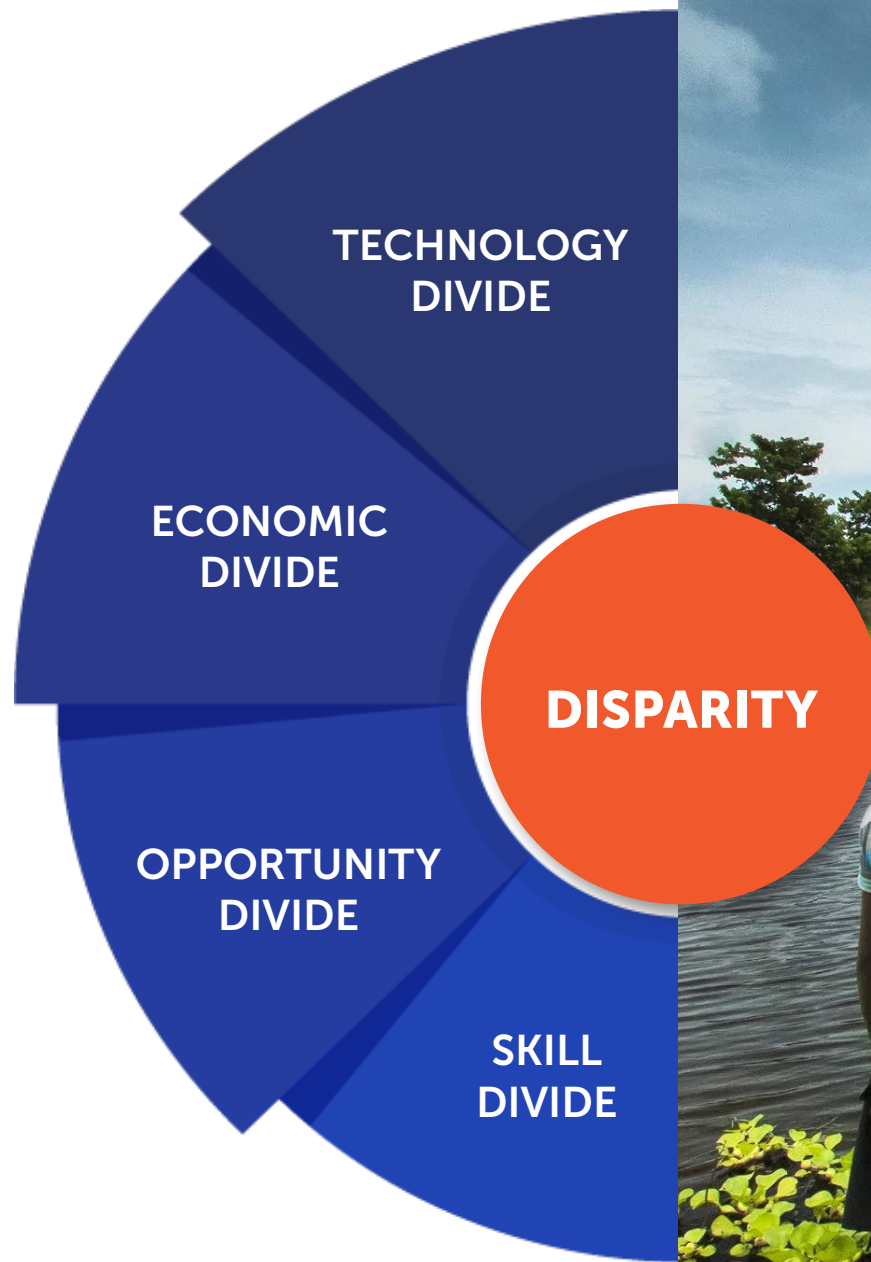 TECHNOLOGY
DIVIDE
ECONOMIC
DIVIDE
DISPARITY
OPPORTUNITY
DIVIDE
SKILL
DIVIDE